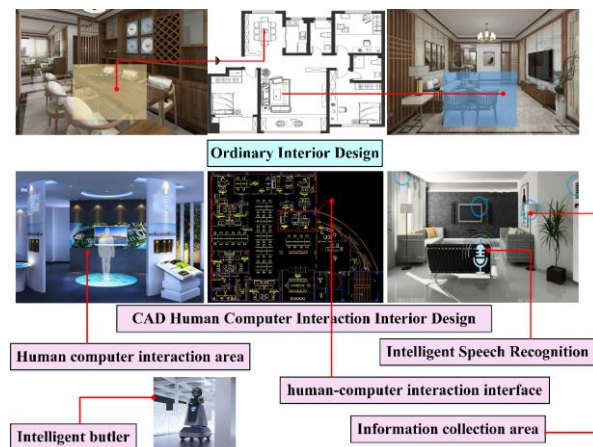 Ordinary Interior Design
CAD Human Computer Interaction Interior Design
Human computer interaction area
Intelligent Speech Recognition
human-computer interaction interface
Intelligent butler
Information collection area